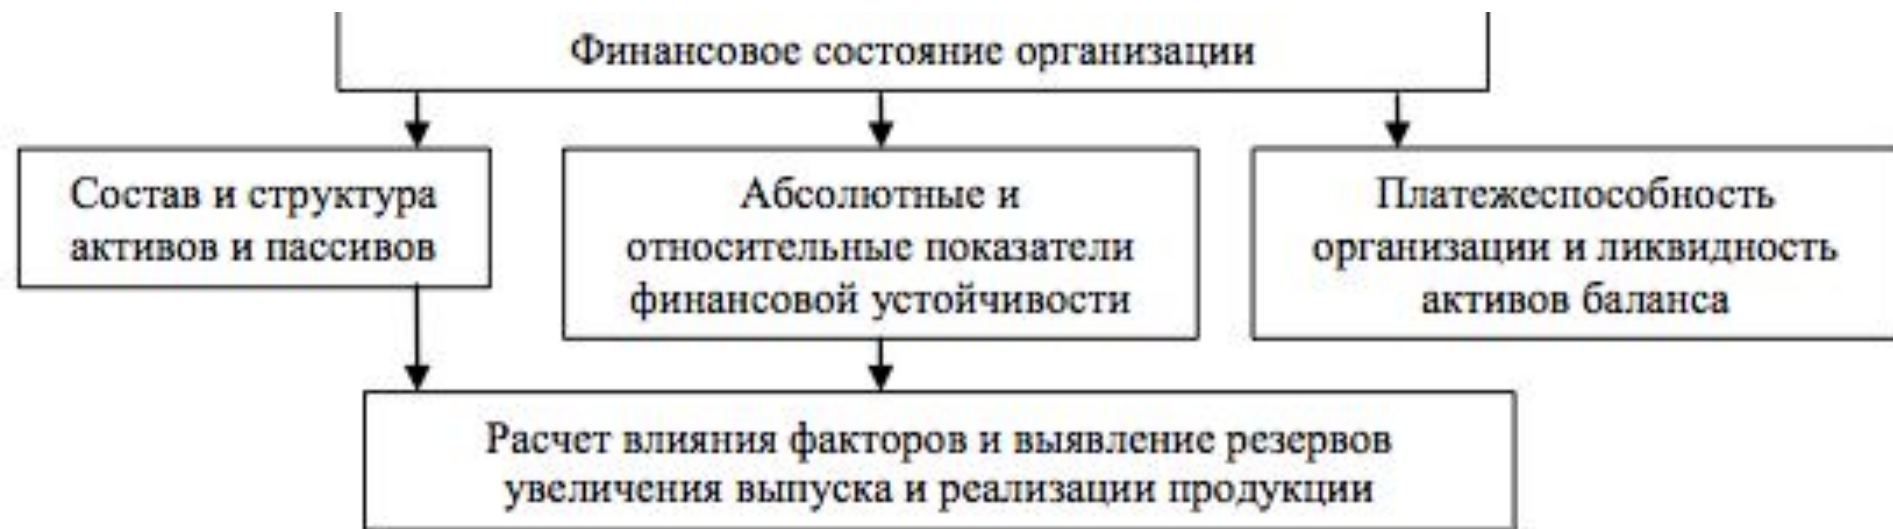 Финансовое состояние организации
Состав и структура
активов и пассивов
Абсолютные и
относительные показатели
финансовой устойчивости
Платежеспособность
организации и ликвидность
активов баланса
Расчет влияния факторов и выявление резервов
увеличения выпуска и реализации продукции